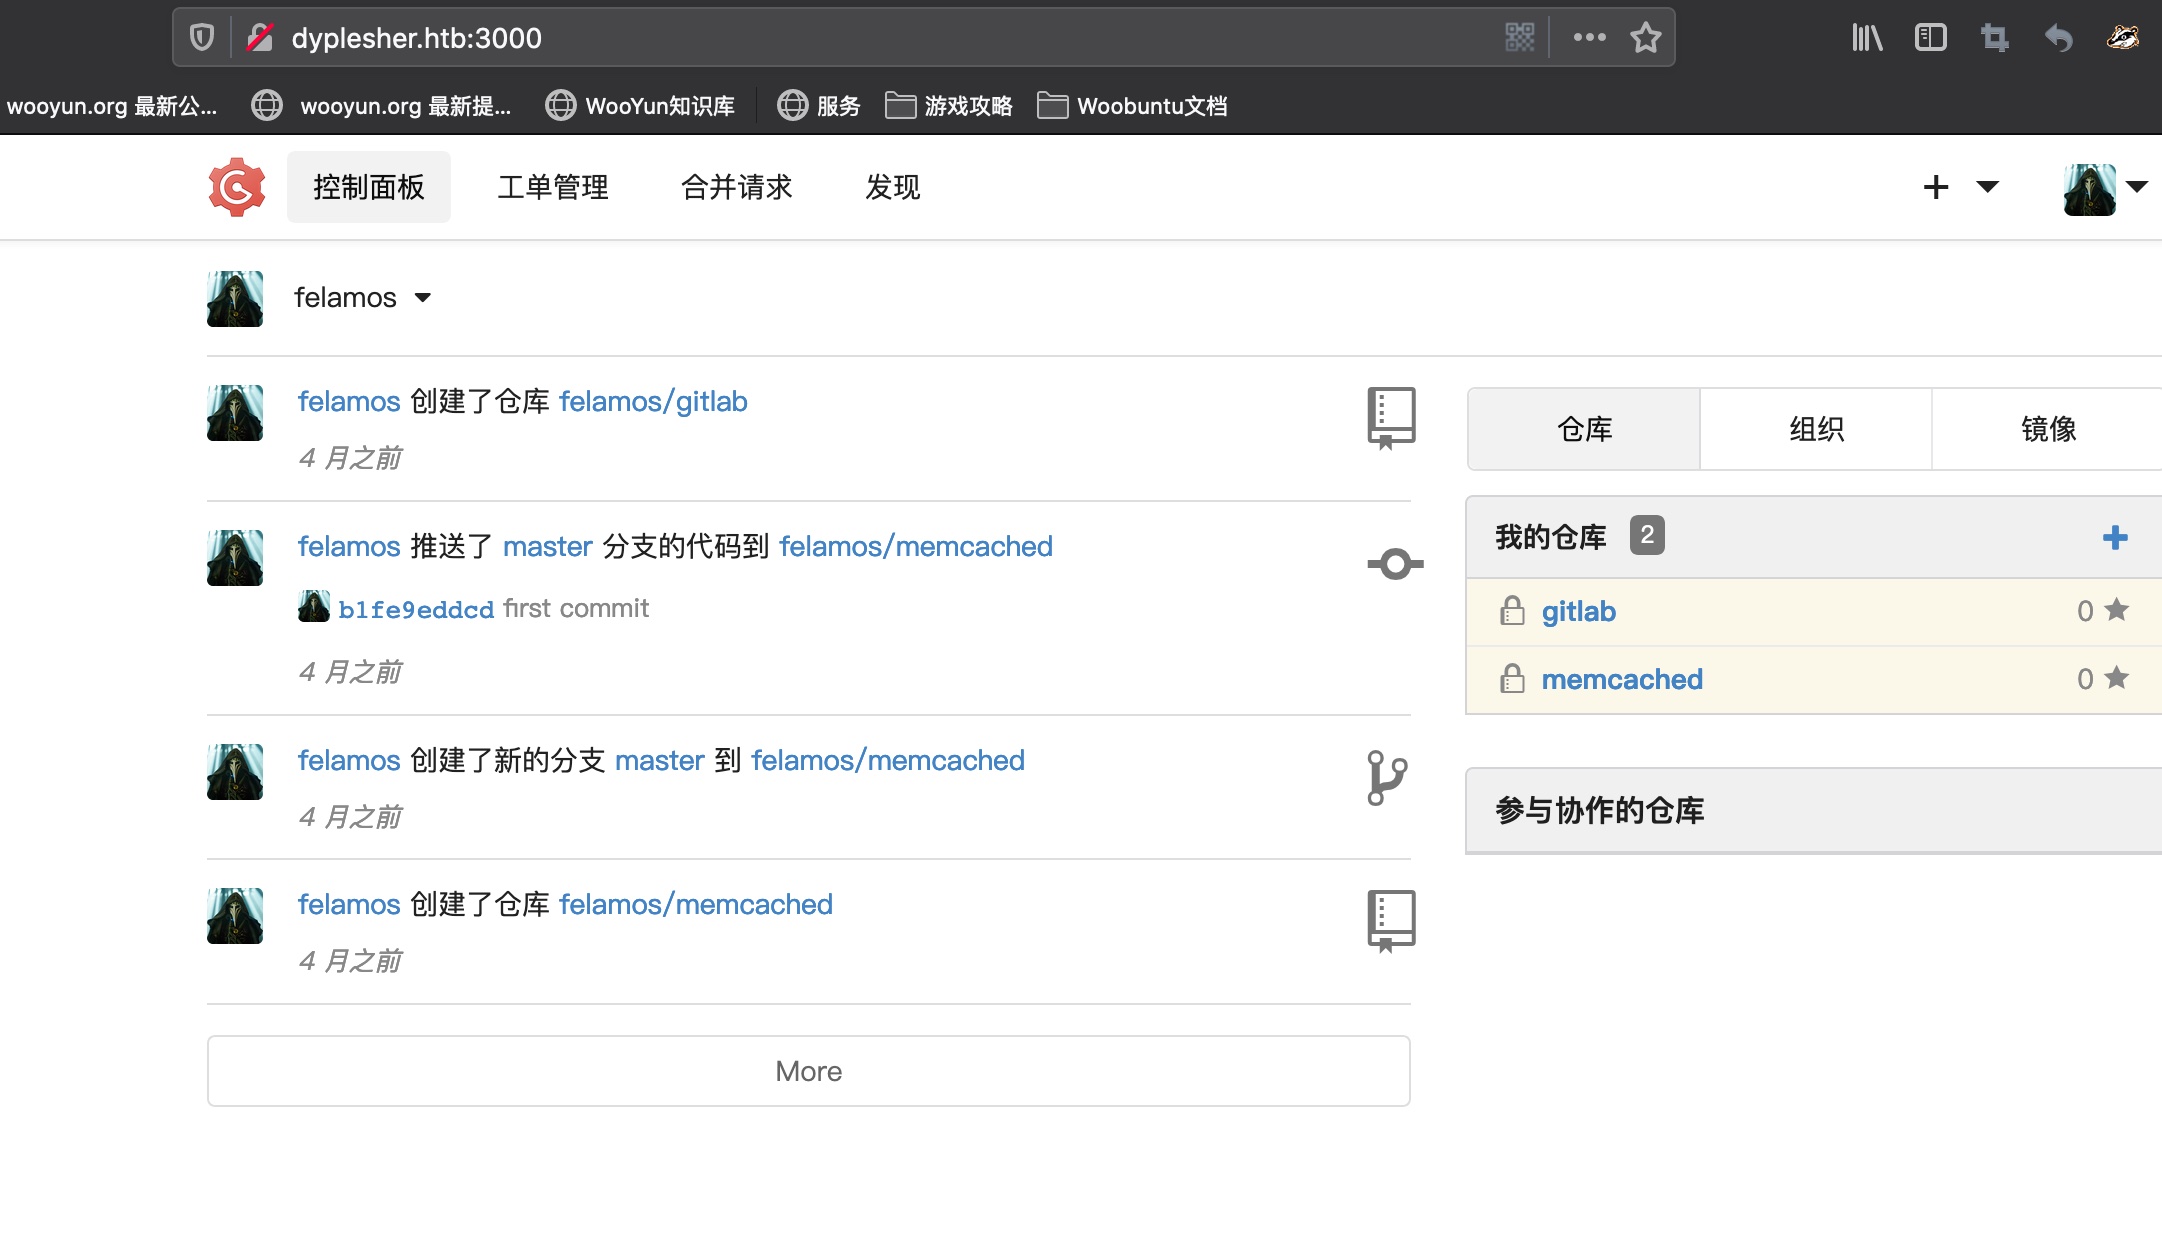 dyplesher.htb:3000
wooyun.org 最新公... wooyun.org 最新提... WooYun知识库 服务 游戏攻略 Woobuntu文档
控制面板 工单管理 合并请求 发现
felamos
felamos 创建了仓库 felamos/gitlab
4 月之前
felamos 推送了 master 分支的代码到 felamos/memcached
b1fe9eddcd first commit
4 月之前
felamos 创建了新的分支 master 到 felamos/memcached
4 月之前
felamos 创建了仓库 felamos/memcached
4 月之前
More
仓库 组织 镜像
我的仓库 2
gitlab 0
memcached 0
参与协作的仓库